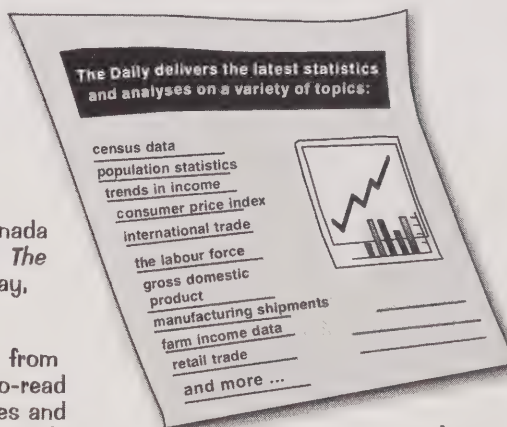 The Daily delivers the latest statistics
and analyses on a variety of topics:
census data
population statistics
trends in income
consumer price index
international trade
the labour force
gross domestic
product
manufacturing shipments
farm income data
retail trade
and more ...
nada
The
ay,
from
o-read
es and